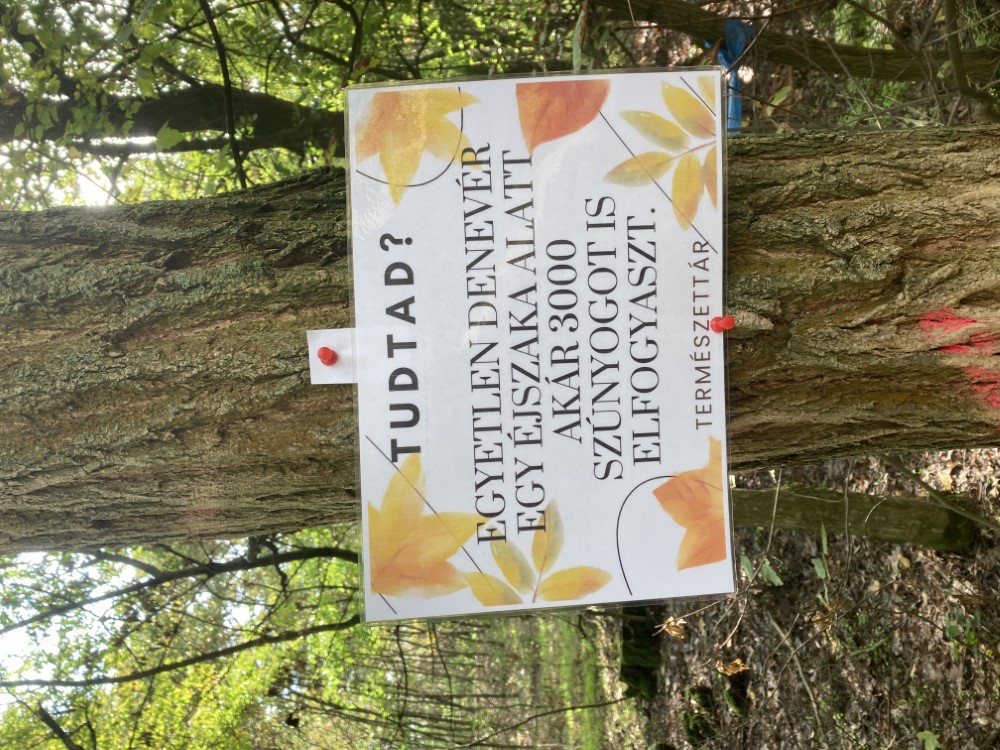 TUDTAD?
EGYETLEN DENEVÉR
EGY ÉJSZAKA ALATT
AKÁR 3000
SZÚNYOGOT IS
ELFOGYASZT.
TERMÉSZETTÁR